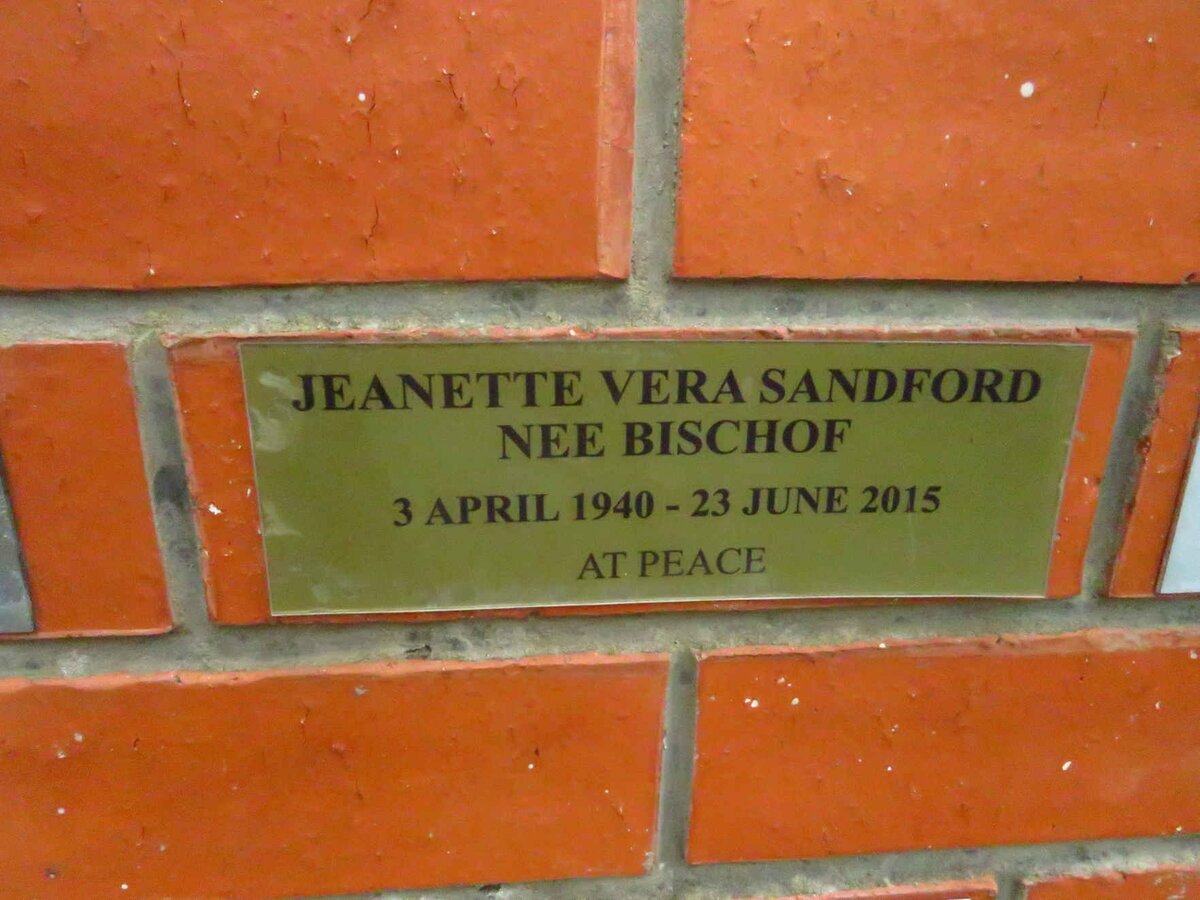 JEANETTE VERA SANDFORD
NEE BISCHOF
3 APRIL 1940 - 23 JUNE 2015
AT PEACE